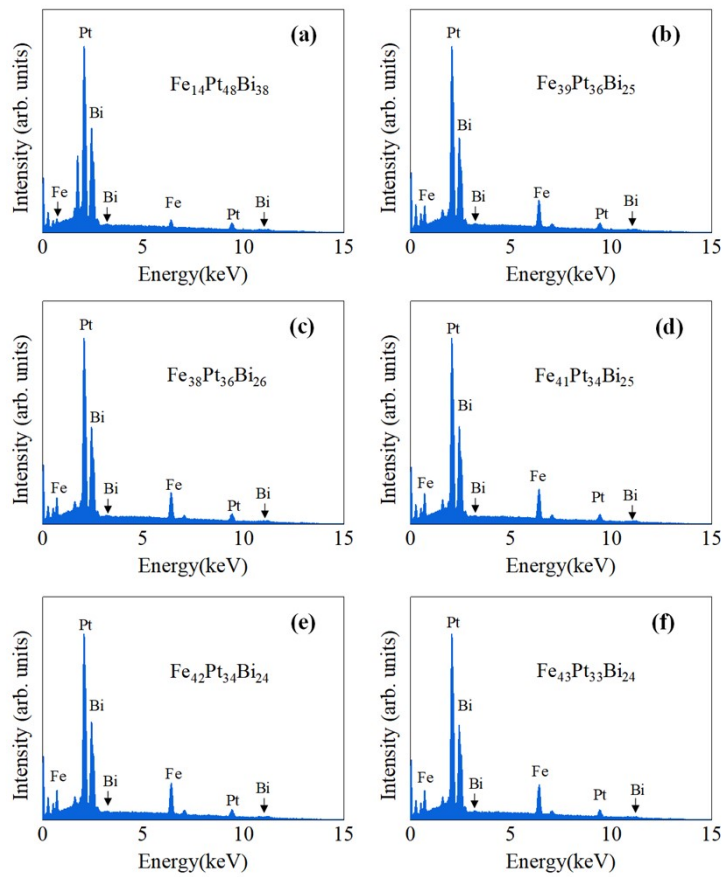 (a)
Pt
Fe₁₄Pt₄₈Bi₃₈
Bi
Fe
Bi
Fe
Pt
Bi
Intensity (arb. units)
0 5 10 15
Energy(keV)
(b)
Pt
Fe₃₉Pt₃₆Bi₂₅
Bi
Fe
Bi
Fe
Pt
Bi
Intensity (arb. units)
0 5 10 15
Energy(keV)
(c)
Pt
Fe₃₈Pt₃₆Bi₂₆
Bi
Fe
Bi
Fe
Pt
Bi
Intensity (arb. units)
0 5 10 15
Energy(keV)
(d)
Pt
Fe₄₁Pt₃₄Bi₂₅
Bi
Fe
Bi
Fe
Pt
Bi
Intensity (arb. units)
0 5 10 15
Energy(keV)
(e)
Pt
Fe₄₂Pt₃₄Bi₂₄
Bi
Fe
Bi
Fe
Pt
Bi
Intensity (arb. units)
0 5 10 15
Energy(keV)
(f)
Pt
Fe₄₃Pt₃₃Bi₂₄
Bi
Fe
Bi
Fe
Pt
Bi
Intensity (arb. units)
0 5 10 15
Energy(keV)